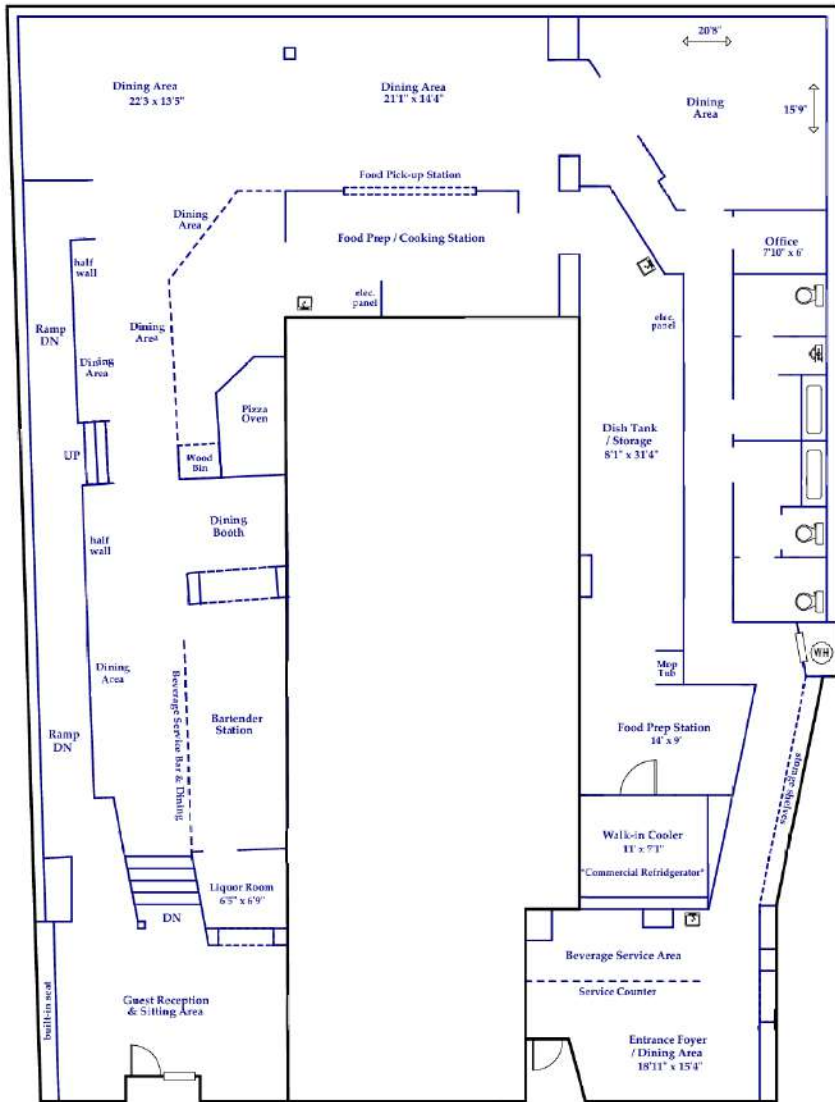 20'8"
Dining Area
22'3 x 13'5"
Dining Area
21'1" x 14'4"
Dining
Area
15'9"
Food Pick-up Station
Dining
Area
Food Prep / Cooking Station
Office
7'10" x 6'
half
wall
elec.
panel
elec.
panel
Ramp
DN
Dining
Area
Dining
Area
Pizza
Oven
Dish Tank
/ Storage
8'1" x 31'4"
UP
Wood
Bin
Dining
Booth
half
wall
WH
Dining
Area
Mop
Tub
Beverage Service Bar & Dining
Bartender
Station
Food Prep Station
14' x 9'
Ramp
DN
storage shelves
Walk-in Cooler
11' x 7'1"
"Commercial Refridgerator"
Liquor Room
6'5" x 6'9"
DN
Beverage Service Area
Service Counter
built-in seat
Guest Reception
& Sitting Area
Entrance Foyer
/ Dining Area
18'11" x 15'4"